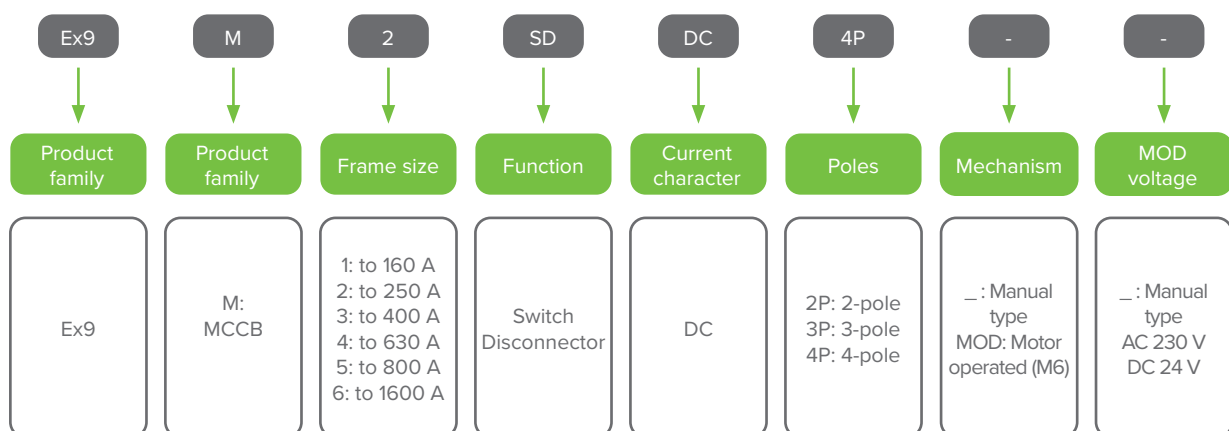 Ex9
M
2
SD
DC
4P
-
-
Product
family
Product
family
Frame size
Function
Current
character
Poles
Mechanism
MOD
voltage
Ex9
M:
MCCB
1: to 160 A
2: to 250 A
3: to 400 A
4: to 630 A
5: to 800 A
6: to 1600 A
Switch
Disconnector
DC
2P: 2-pole
3P: 3-pole
4P: 4-pole
_ : Manual
type
MOD: Motor
operated (M6)
_ : Manual
type
AC 230 V
DC 24 V